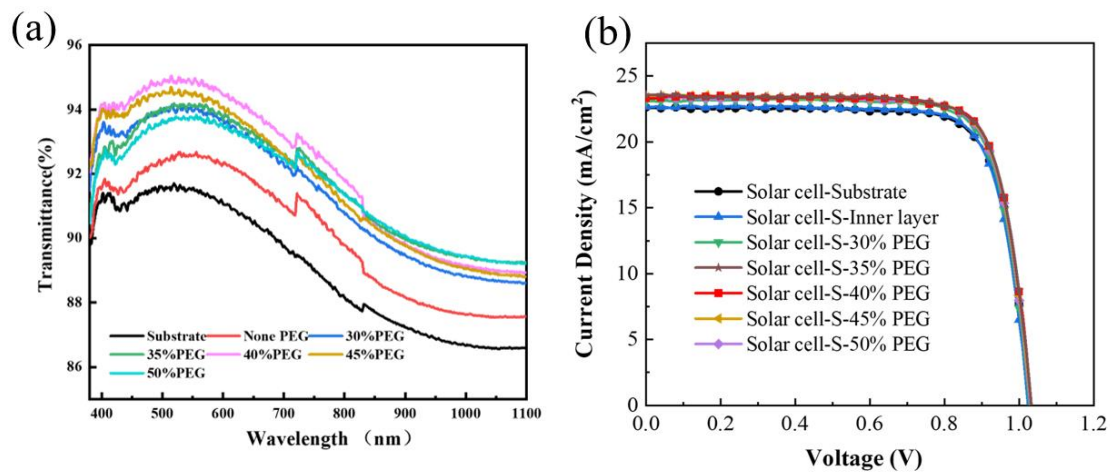 (a)
96
94
92
90
88
86
Transmittance(%)
Substrate None PEG 30%PEG
35%PEG 40%PEG 45%PEG
50%PEG
400 500 600 700 800 900 1000 1100
Wavelength （nm）
(b)
25
20
15
10
5
0
Current Density (mA/cm²)
Solar cell-Substrate
Solar cell-S-Inner layer
Solar cell-S-30% PEG
Solar cell-S-35% PEG
Solar cell-S-40% PEG
Solar cell-S-45% PEG
Solar cell-S-50% PEG
0.0 0.2 0.4 0.6 0.8 1.0 1.2
Voltage (V)